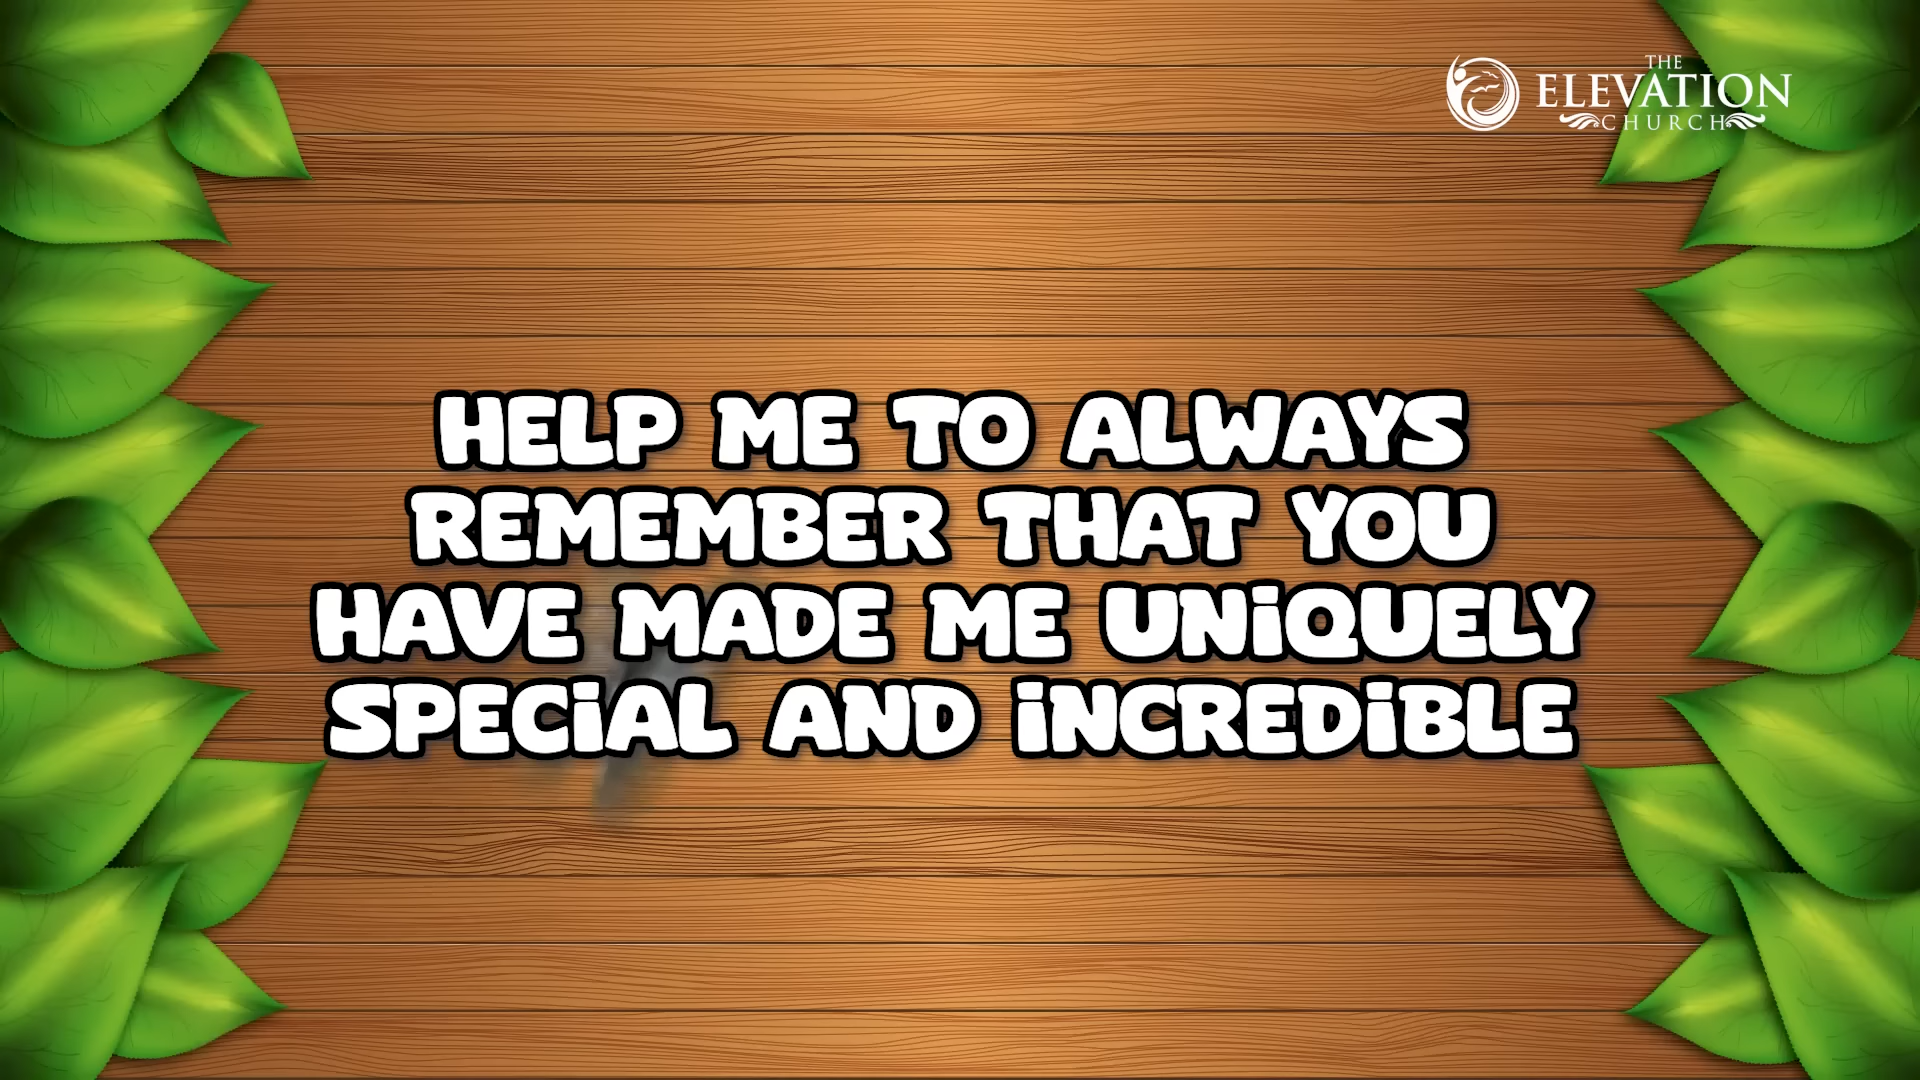 THE
ELEVATION
CHURCH
HELP ME TO ALWAYS
REMEMBER THAT YOU
HAVE MADE ME UNiQUELY
SPECiAL AND iNCREDiBLE